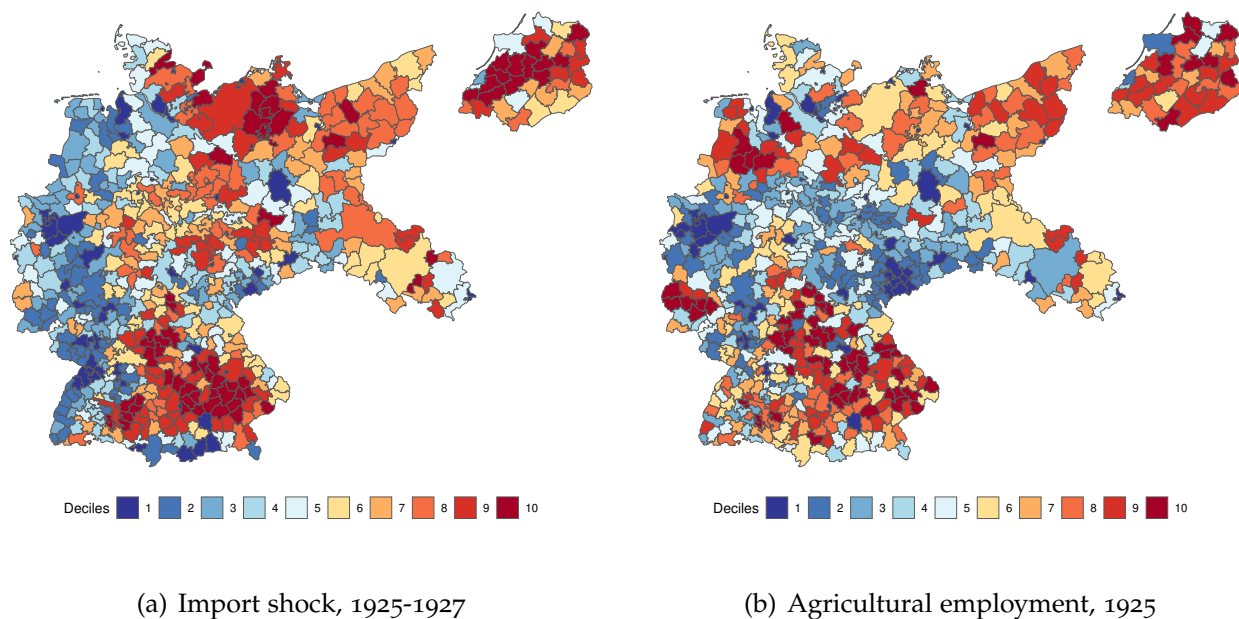 Deciles 1 2 3 4 5 6 7 8 9 10
Deciles 1 2 3 4 5 6 7 8 9 10
(a) Import shock, 1925-1927
(b) Agricultural employment, 1925